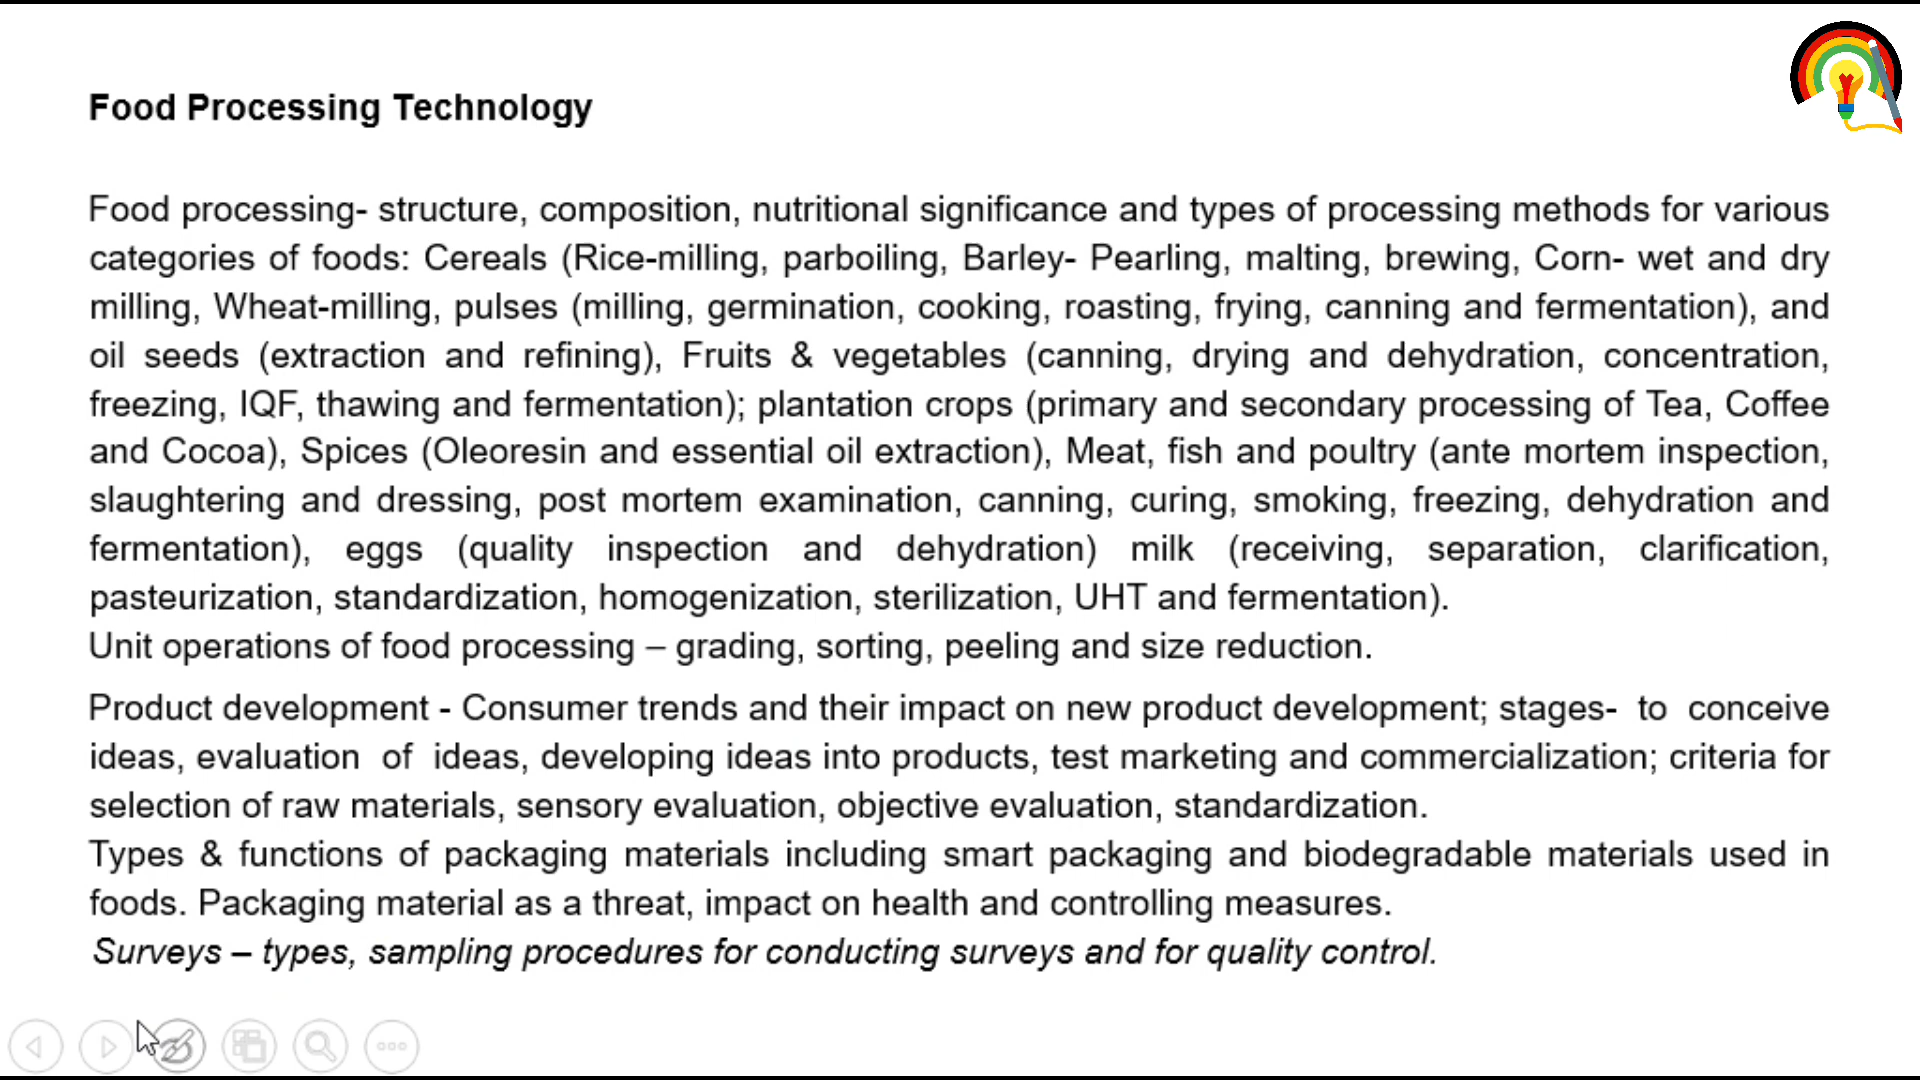 Food Processing Technology
Food processing- structure, composition, nutritional significance and types of processing methods for various
categories of foods: Cereals (Rice-milling, parboiling, Barley- Pearling, malting, brewing, Corn- wet and dry
milling, Wheat-milling, pulses (milling, germination, cooking, roasting, frying, canning and fermentation), and
oil seeds (extraction and refining), Fruits & vegetables (canning, drying and dehydration, concentration,
freezing, IQF, thawing and fermentation); plantation crops (primary and secondary processing of Tea, Coffee
and Cocoa), Spices (Oleoresin and essential oil extraction), Meat, fish and poultry (ante mortem inspection,
slaughtering and dressing, post mortem examination, canning, curing, smoking, freezing, dehydration and
fermentation), eggs (quality inspection and dehydration) milk (receiving, separation, clarification,
pasteurization, standardization, homogenization, sterilization, UHT and fermentation).
Unit operations of food processing – grading, sorting, peeling and size reduction.
Product development - Consumer trends and their impact on new product development; stages- to conceive
ideas, evaluation of ideas, developing ideas into products, test marketing and commercialization; criteria for
selection of raw materials, sensory evaluation, objective evaluation, standardization.
Types & functions of packaging materials including smart packaging and biodegradable materials used in
foods. Packaging material as a threat, impact on health and controlling measures.
Surveys – types, sampling procedures for conducting surveys and for quality control.